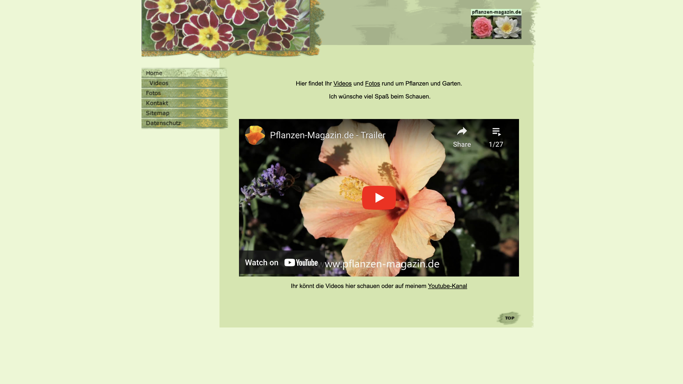 pflanzen-magazin.de
Home
Videos
Fotos
Kontakt
Sitemap
Datenschutz
Hier findet Ihr Videos und Fotos rund um Pflanzen und Garten.
Ich wünsche viel Spaß beim Schauen.
Pflanzen-Magazin.de - Trailer
Share
1/27
Watch on YouTube
ww.pflanzen-magazin.de
Ihr könnt die Videos hier schauen oder auf meinem Youtube-Kanal
TOP